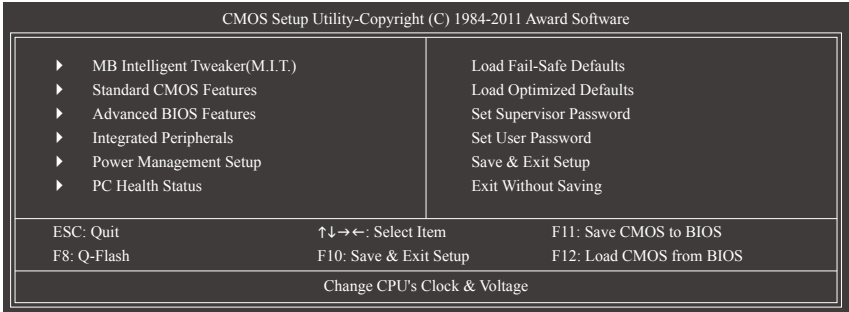 CMOS Setup Utility-Copyright (C) 1984-2011 Award Software
MB Intelligent Tweaker(M.I.T.)
Standard CMOS Features
Advanced BIOS Features
Integrated Peripherals
Power Management Setup
PC Health Status
Load Fail-Safe Defaults
Load Optimized Defaults
Set Supervisor Password
Set User Password
Save & Exit Setup
Exit Without Saving
ESC: Quit ↑↓→←: Select Item F11: Save CMOS to BIOS
F8: Q-Flash F10: Save & Exit Setup F12: Load CMOS from BIOS
Change CPU's Clock & Voltage